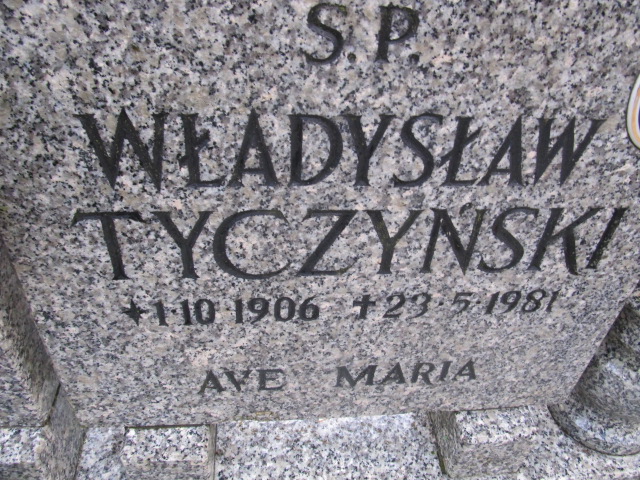 Ś.P.
WŁADYSŁAW
TYCZYŃSKI
*1·10 1906 +23·5·1981
AVE MARIA